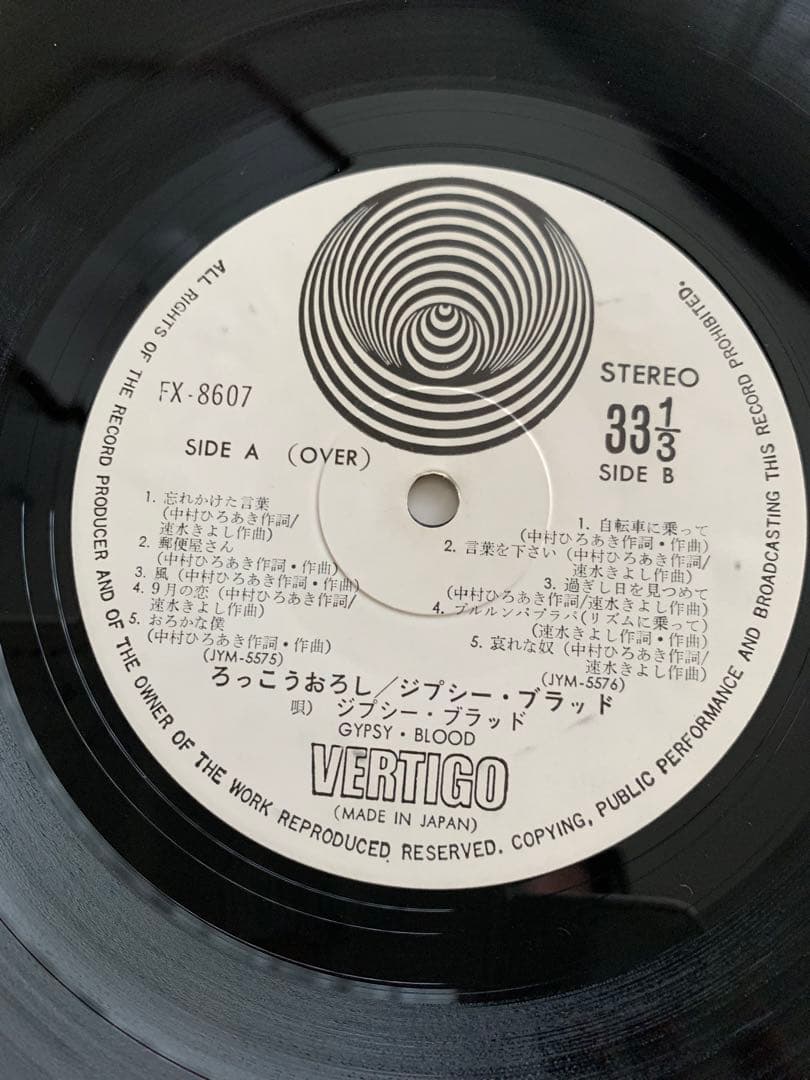 ALL RIGHTS OF THE RECORD PRODUCER AND OF THE OWNER OF THE WORK REPRODUCED RESERVED. COPYING, PUBLIC PERFORMANCE AND BROADCASTING THIS RECORD PROHIBITED.
FX-8607
STEREO
33 1/3
SIDE A (OVER)
SIDE B
1. 忘れかけた言葉
(中村ひろあき作詞/
速水きよし作曲)
2. 郵便屋さん
(中村ひろあき作詞・作曲)
3. 風 (中村ひろあき作詞・作曲)
4. 9月の恋 (中村ひろあき作詞/
速水きよし作曲)
5. おろかな僕
(中村ひろあき作詞・作曲)
(JYM-5575)
1. 自転車に乗って
(中村ひろあき作詞・作曲)
2. 言葉を下さい (中村ひろあき作詞/
速水きよし作曲)
3. 過ぎし日を見つめて
(中村ひろあき作詞/速水きよし作曲)
4. ブルルンパブラパ(リズムに乗って)
(速水きよし作詞・作曲)
5. 哀れな奴 (中村ひろあき作詞/
速水きよし作曲)
(JYM-5576)
ろっこうおろし/ジプシー・ブラッド
唄) ジプシー・ブラッド
GYPSY・BLOOD
VERTIGO
(MADE IN JAPAN)